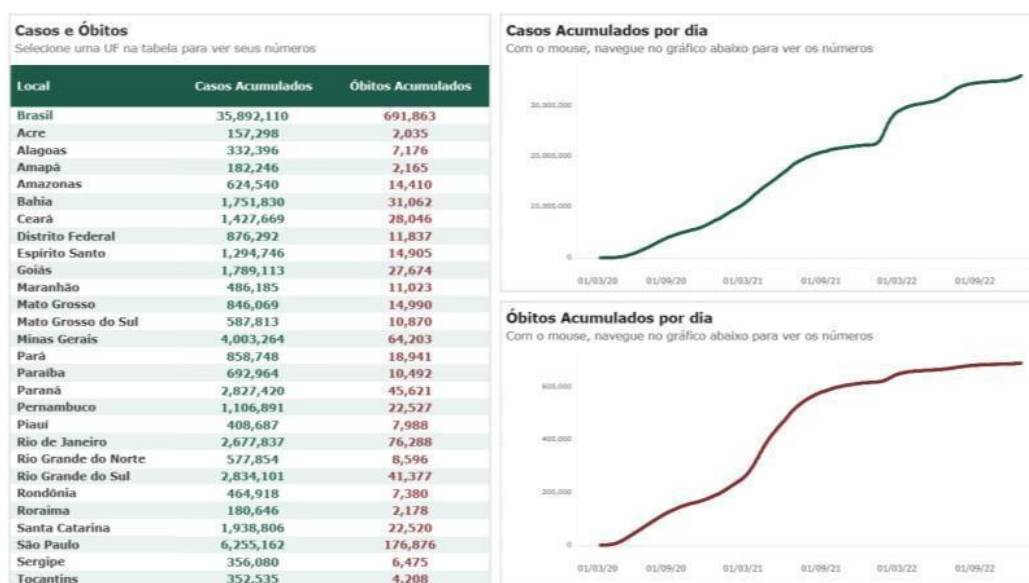 Casos e Óbitos
Selecione uma UF na tabela para ver seus números
Local Casos Acumulados Óbitos Acumulados
Brasil 35,892,110 691,863
Acre 157,298 2,035
Alagoas 332,396 7,176
Amapá 182,246 2,165
Amazonas 624,540 14,410
Bahia 1,751,830 31,062
Ceará 1,427,669 28,046
Distrito Federal 876,292 11,837
Espírito Santo 1,294,746 14,905
Goiás 1,789,113 27,674
Maranhão 486,185 11,023
Mato Grosso 846,069 14,990
Mato Grosso do Sul 587,813 10,870
Minas Gerais 4,003,264 64,203
Pará 858,748 18,941
Paraíba 692,964 10,492
Paraná 2,827,420 45,621
Pernambuco 1,106,891 22,527
Piauí 408,687 7,988
Rio de Janeiro 2,677,837 76,288
Rio Grande do Norte 577,854 8,596
Rio Grande do Sul 2,834,101 41,377
Rondônia 464,918 7,380
Roraima 180,646 2,178
Santa Catarina 1,938,806 22,520
São Paulo 6,255,162 176,876
Sergipe 356,080 6,475
Tocantins 352,535 4,208
Casos Acumulados por dia
Com o mouse, navegue no gráfico abaixo para ver os números
30,000,000
20,000,000
10,000,000
0
01/03/20 01/09/20 01/03/21 01/09/21 01/03/22 01/09/22
Óbitos Acumulados por dia
Com o mouse, navegue no gráfico abaixo para ver os números
600,000
400,000
200,000
0
01/03/20 01/09/20 01/03/21 01/09/21 01/03/22 01/09/22